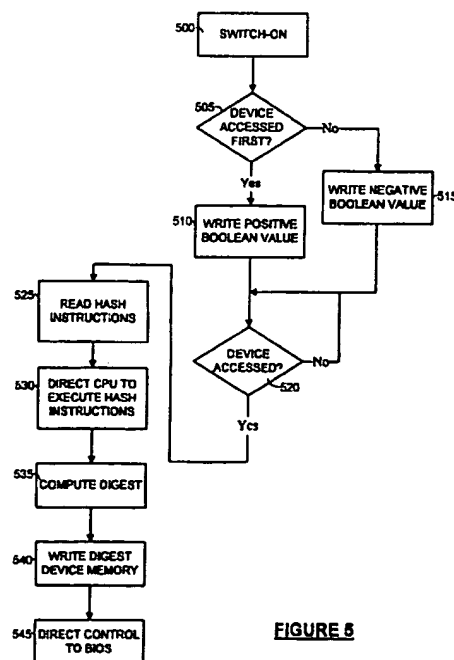 500
SWITCH-ON
505
DEVICE
ACCESSED
FIRST?
No
Yes
510
WRITE POSITIVE
BOOLEAN VALUE
WRITE NEGATIVE
BOOLEAN VALUE
515
525
READ HASH
INSTRUCTIONS
DEVICE
ACCESSED?
No
520
Yes
530
DIRECT CPU TO
EXECUTE HASH
INSTRUCTIONS
535
COMPUTE DIGEST
540
WRITE DIGEST
DEVICE MEMORY
545
DIRECT CONTROL
TO BIOS
FIGURE 5